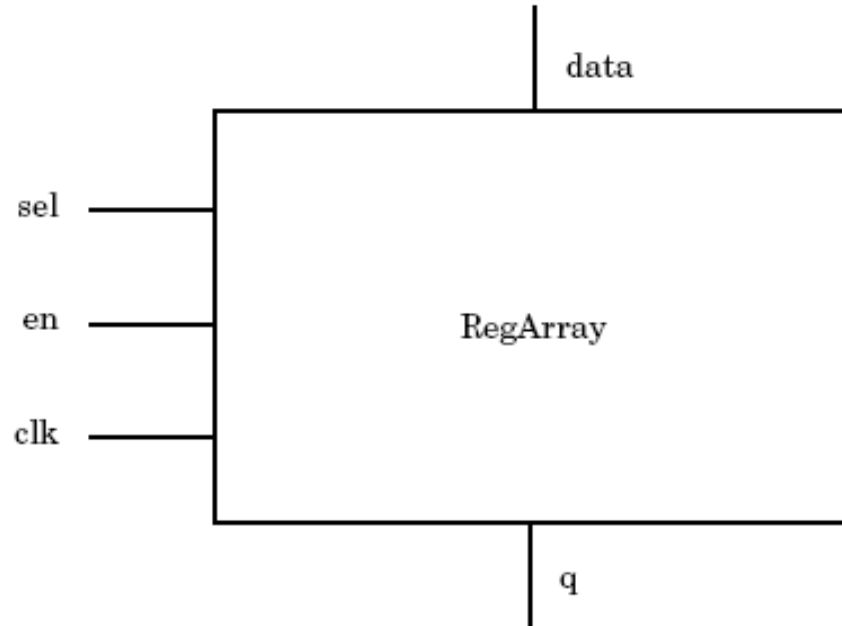 data
sel
en
RegArray
clk
q